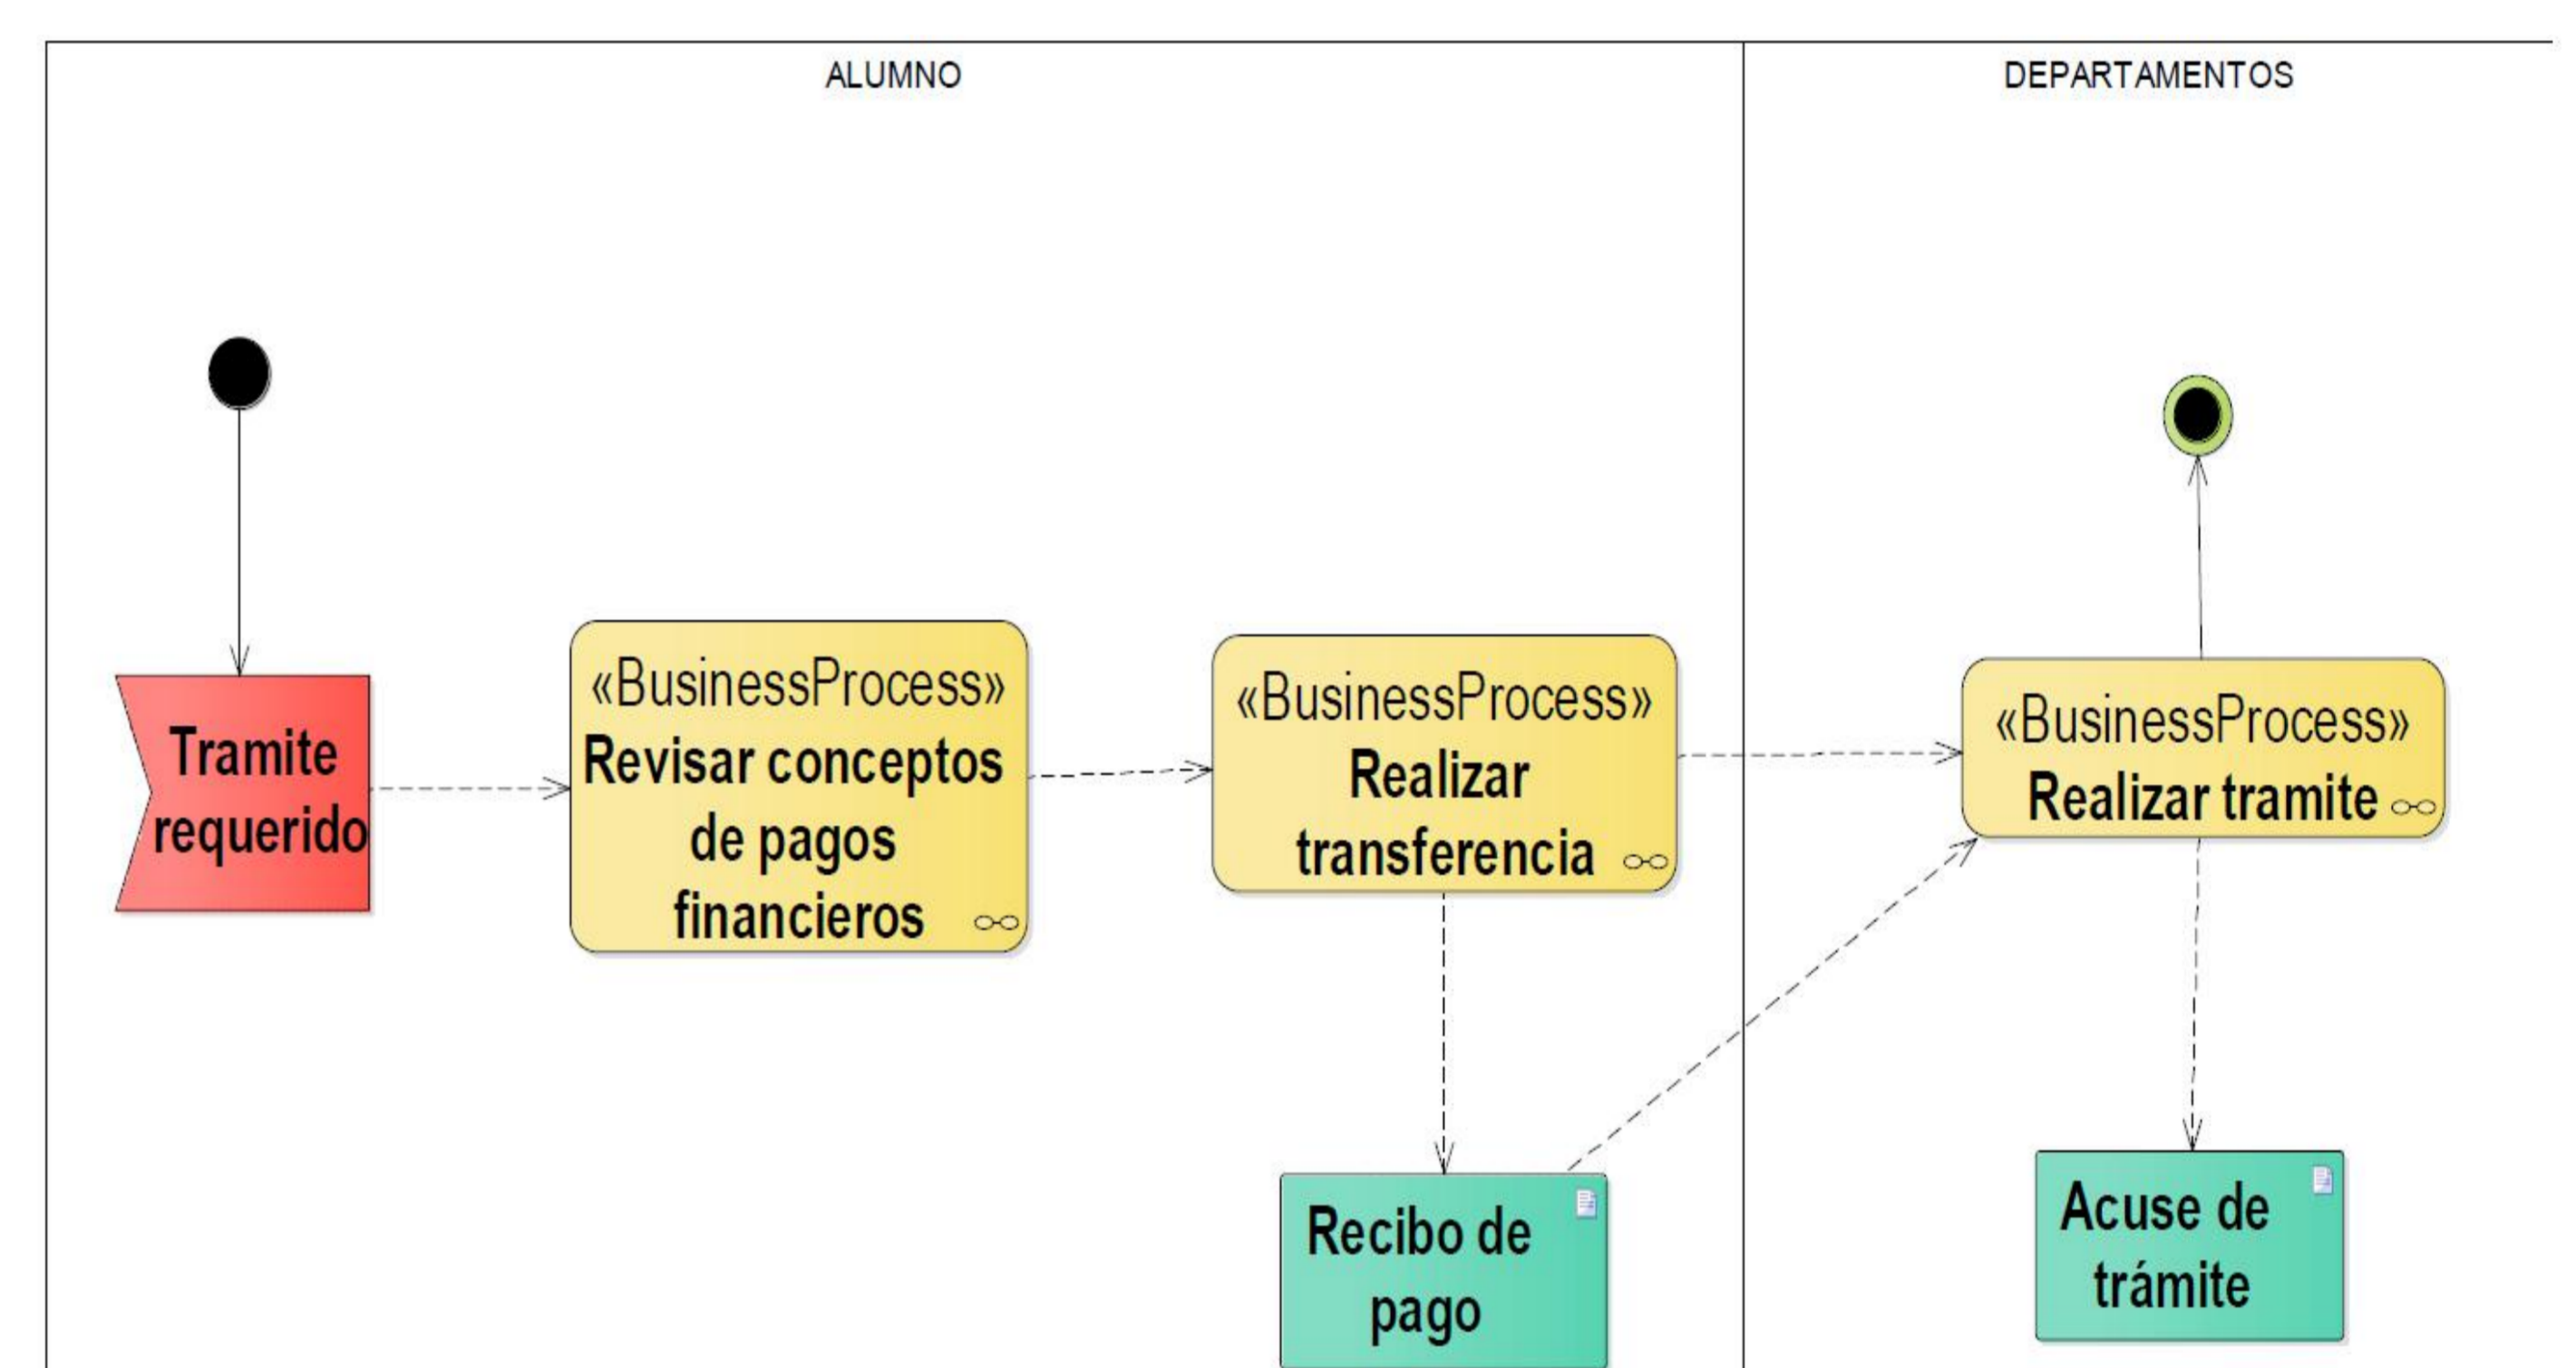 ALUMNO
DEPARTAMENTOS
Tramite
requerido
«BusinessProcess»
Revisar conceptos
de pagos
financieros
«BusinessProcess»
Realizar
transferencia
«BusinessProcess»
Realizar tramite
Recibo de
pago
Acuse de
trámite